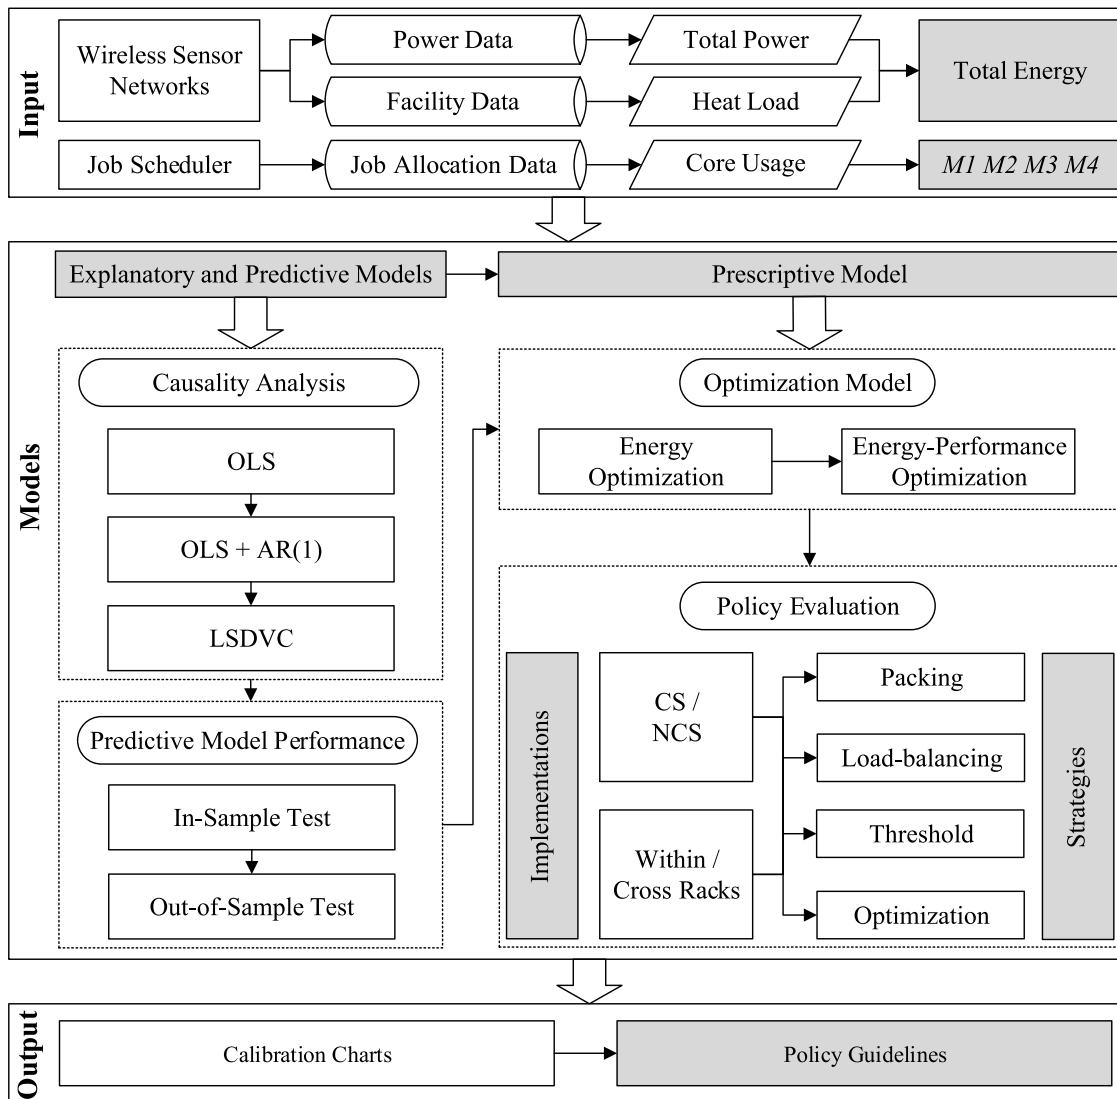 Input
Wireless Sensor
Networks
Power Data
Total Power
Total Energy
Facility Data
Heat Load
Job Scheduler
Job Allocation Data
Core Usage
M1 M2 M3 M4
Models
Explanatory and Predictive Models
Prescriptive Model
Causality Analysis
OLS
OLS + AR(1)
LSDVC
Predictive Model Performance
In-Sample Test
Out-of-Sample Test
Optimization Model
Energy
Optimization
Energy-Performance
Optimization
Policy Evaluation
Implementations
CS /
NCS
Within /
Cross Racks
Packing
Load-balancing
Threshold
Optimization
Strategies
Output
Calibration Charts
Policy Guidelines